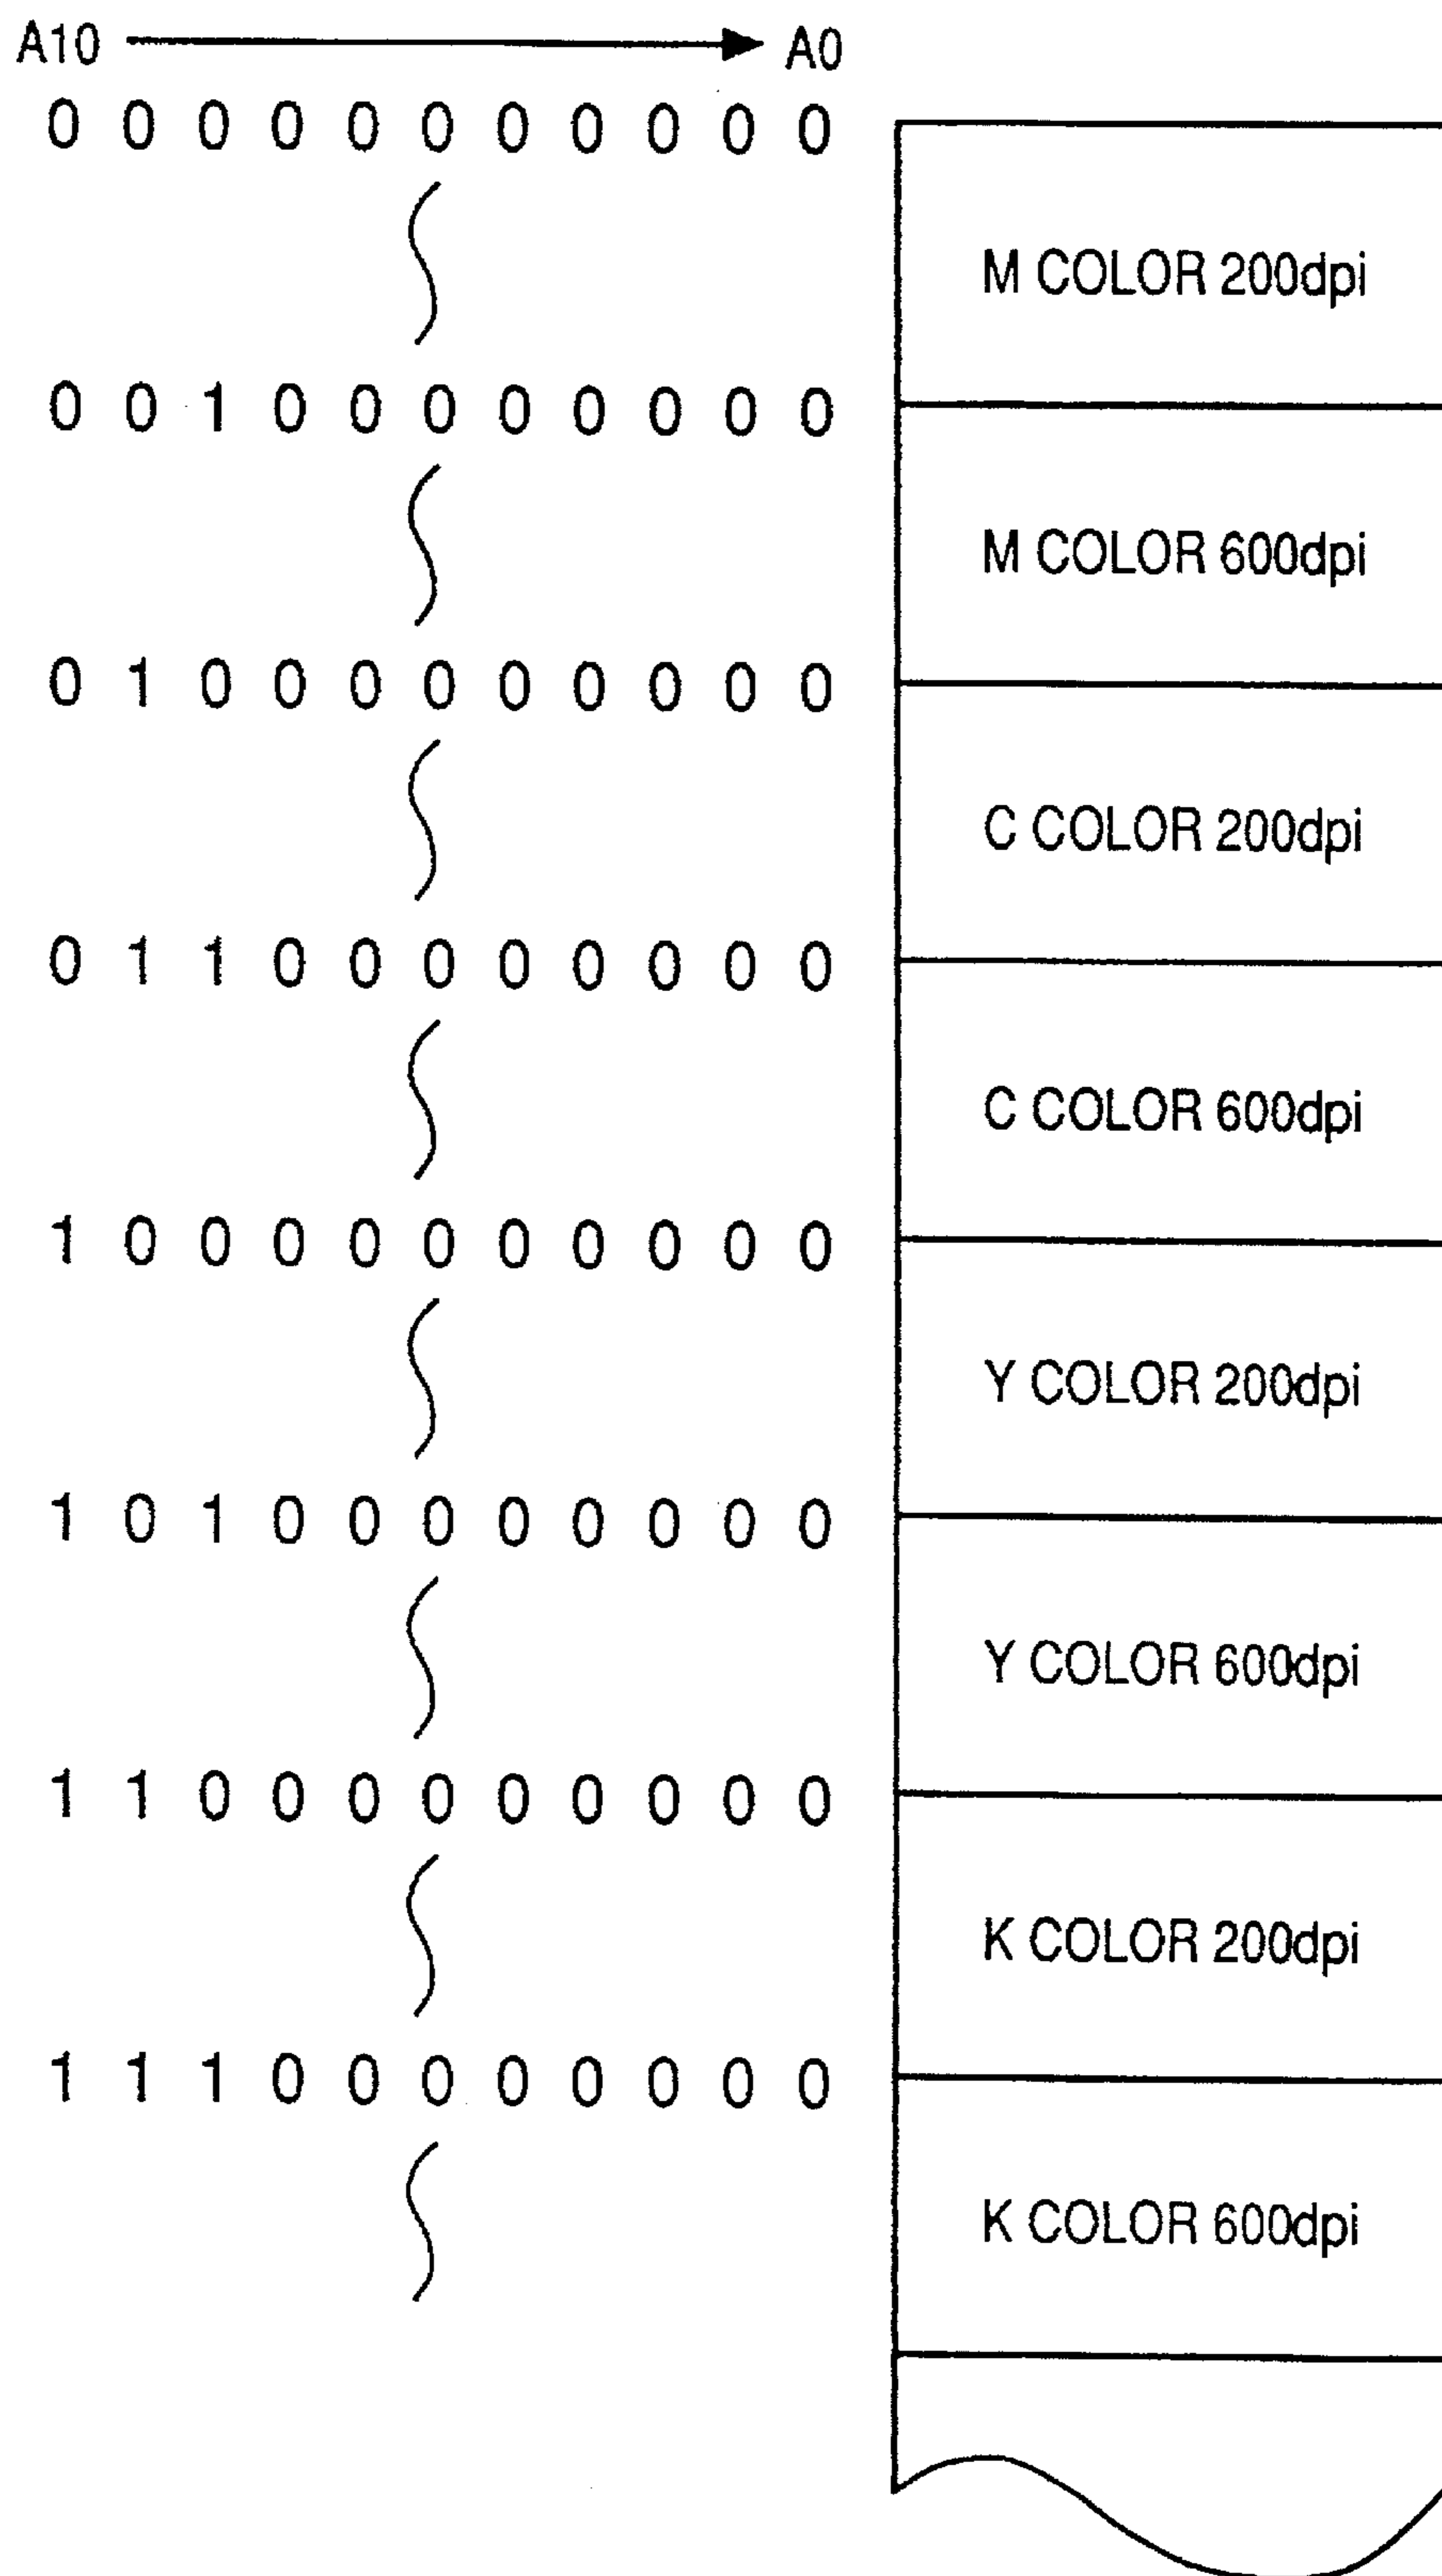 A10 A0
0 0 0 0 0 0 0 0 0 0 0
M COLOR 200dpi
0 0 1 0 0 0 0 0 0 0 0
M COLOR 600dpi
0 1 0 0 0 0 0 0 0 0 0
C COLOR 200dpi
0 1 1 0 0 0 0 0 0 0 0
C COLOR 600dpi
1 0 0 0 0 0 0 0 0 0 0
Y COLOR 200dpi
1 0 1 0 0 0 0 0 0 0 0
Y COLOR 600dpi
1 1 0 0 0 0 0 0 0 0 0
K COLOR 200dpi
1 1 1 0 0 0 0 0 0 0 0
K COLOR 600dpi